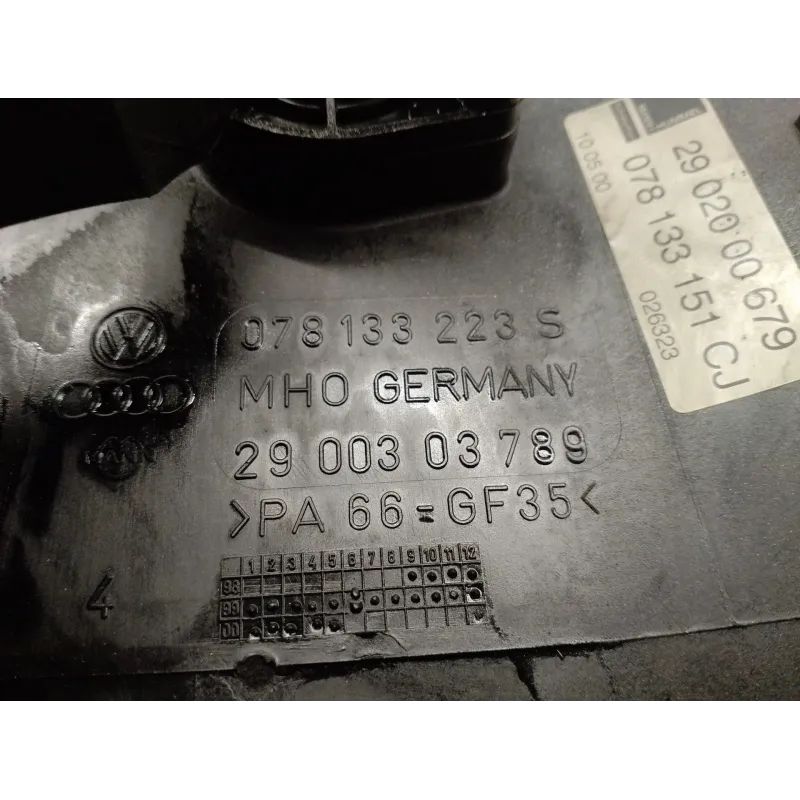 10 05 00
29 020 00 679
078 133 151 CJ
026323
078 133 223 S
MHO GERMANY
29 003 03 789
>PA 66-GF35<
1 2 3 4 5 6 7 8 9 10 11 12
98
99
00
4